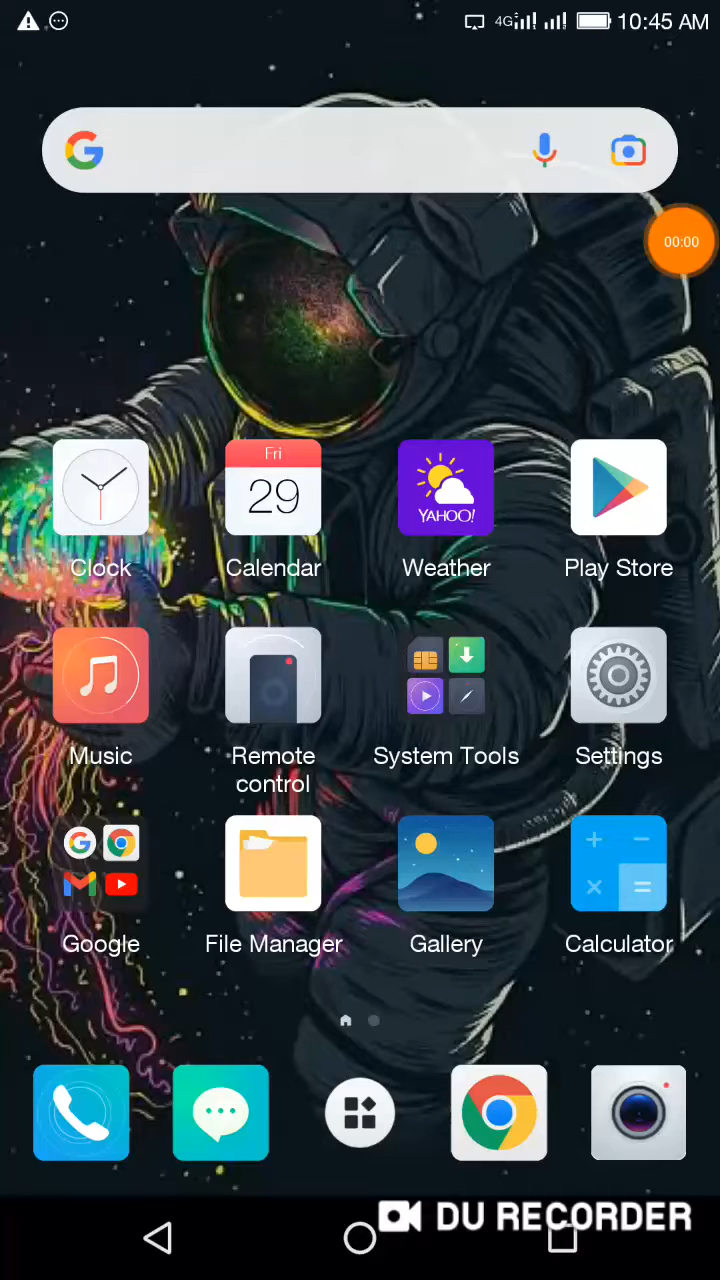 4G 10:45 AM
00:00
Fri
29
YAHOO!
Clock Calendar Weather Play Store
Music Remote control System Tools Settings
Google File Manager Gallery Calculator
DU RECORDER